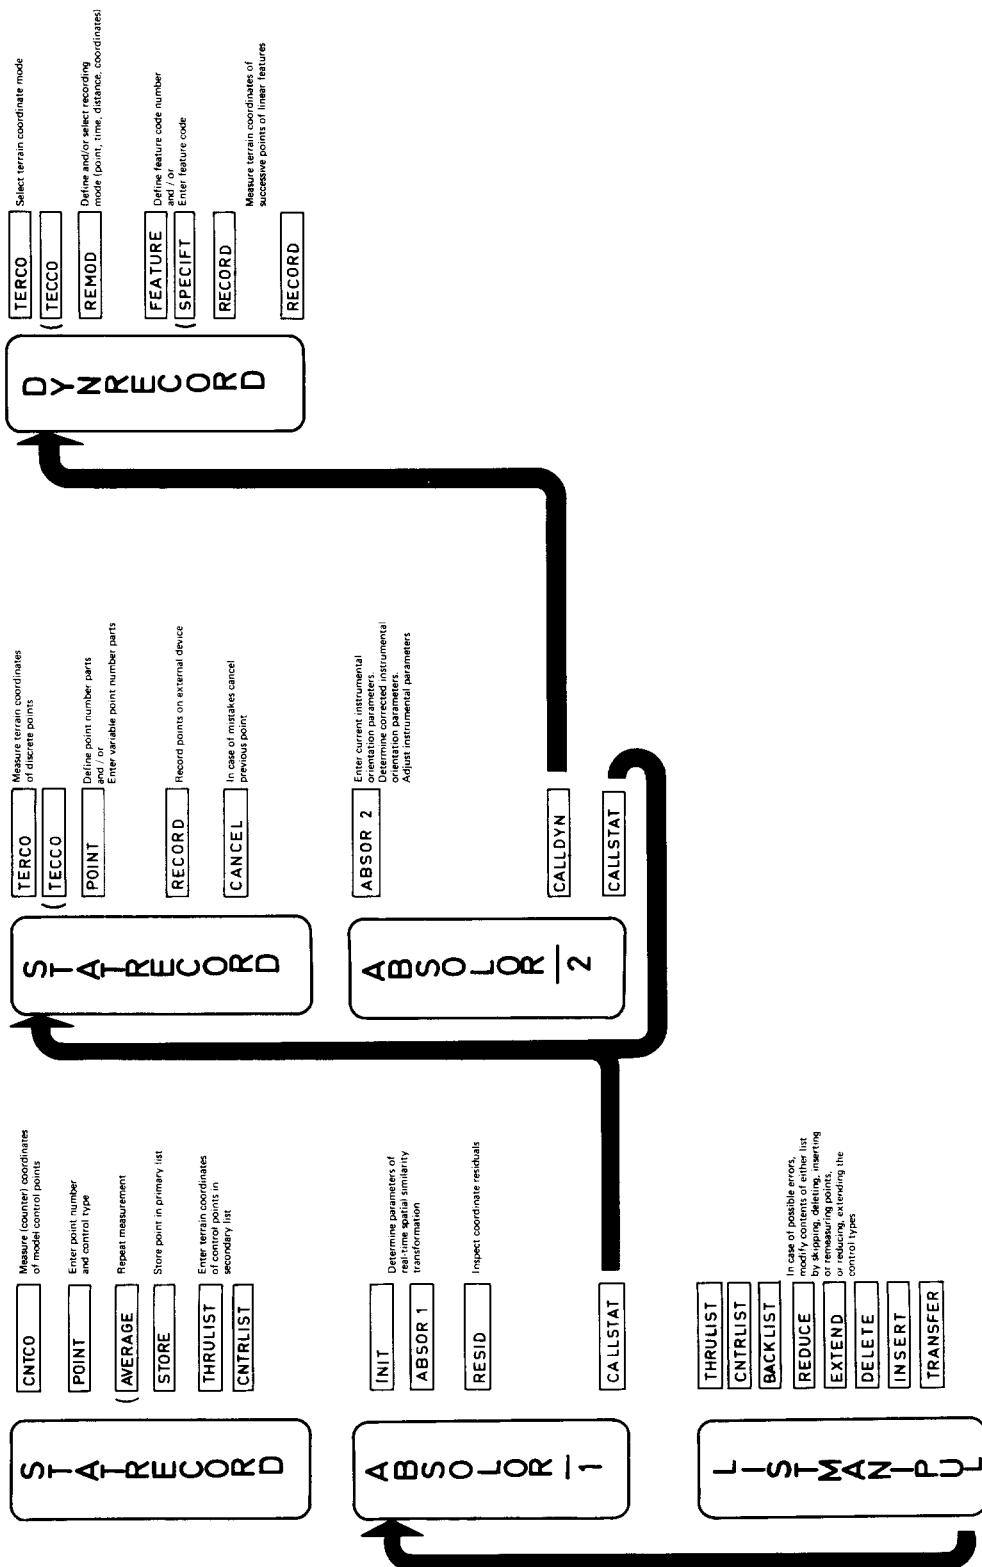 STATRECORD
CNTCO
Measure (counter) coordinates
of model control points
POINT
Enter point number
and control type
(AVERAGE
Repeat measurement
STORE
Store point in primary list
THRULIST
CNTRLIST
Enter terrain coordinates
of control points in
secondary list
ABSOLOR_1
INIT
ABSOR 1
Determine parameters of
real-time spatial similarity
transformation
RESID
Inspect coordinate residuals
CALLSTAT
LISTMANIPUL
THRULIST
CNTRLIST
BACKLIST
REDUCE
EXTEND
DELETE
INSERT
TRANSFER
In case of possible errors,
modify contents of either list
by skipping, deleting, inserting
or remeasuring points,
or reducing, extending the
control types
STATRECORD
TERCO
(TECCO
Measure terrain coordinates
of discrete points
POINT
Define point number parts
and / or
Enter variable point number parts
RECORD
Record points on external device
CANCEL
In case of mistakes cancel
previous point
ABSOLOR_2
ABSOR 2
Enter current instrumental
orientation parameters.
Determine corrected instrumental
orientation parameters.
Adjust instrumental parameters
CALLDYN
CALLSTAT
DYNRECORD
TERCO
(TECCO
Select terrain coordinate mode
REMOD
Define and/or select recording
mode (point, time, distance, coordinates)
FEATURE
(SPECIFT
Define feature code number
and / or
Enter feature code
RECORD
Measure terrain coordinates of
successive points of linear features
RECORD